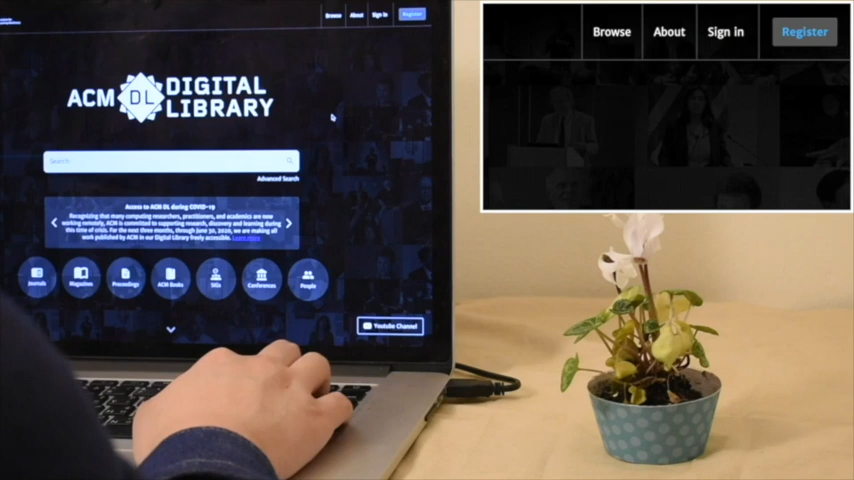 Browse About Sign in Register
ACM DL DIGITAL
LIBRARY
Search
Advanced Search
Access to ACM DL during COVID-19
Recognizing that many computing researchers, practitioners, and academics are now
working remotely, ACM is committed to supporting research, discovery and learning during
this time of crisis. For the next three months, through June 30, 2020, we are making all
work published by ACM in our Digital Library freely accessible. Learn more
Journals Magazines Proceedings ACM Books SIGs Conferences People
Youtube Channel
Browse About Sign in Register